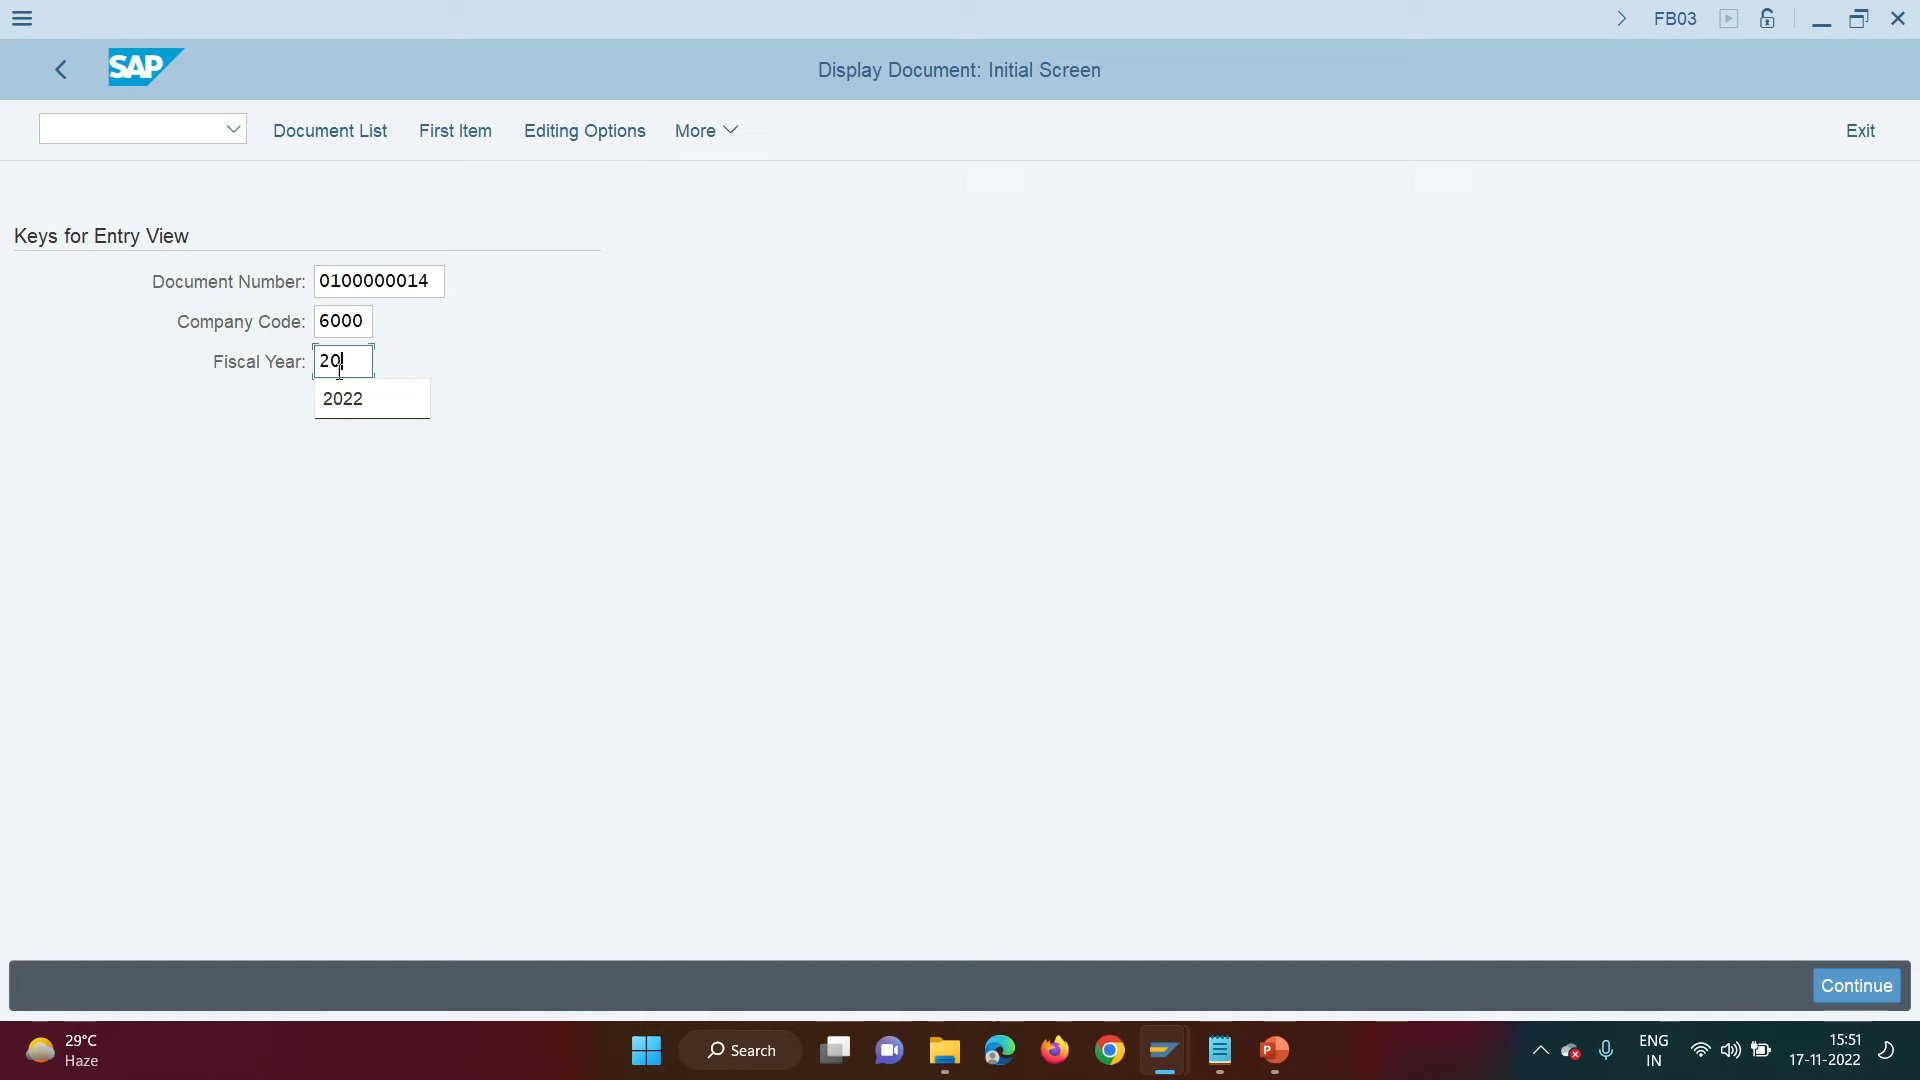 FB03
SAP
Display Document: Initial Screen
Document List
First Item
Editing Options
More
Exit
Keys for Entry View
Document Number: 0100000014
Company Code: 6000
Fiscal Year: 20
2022
Continue
29°C
Haze
Search
ENG
IN
15:51
17-11-2022